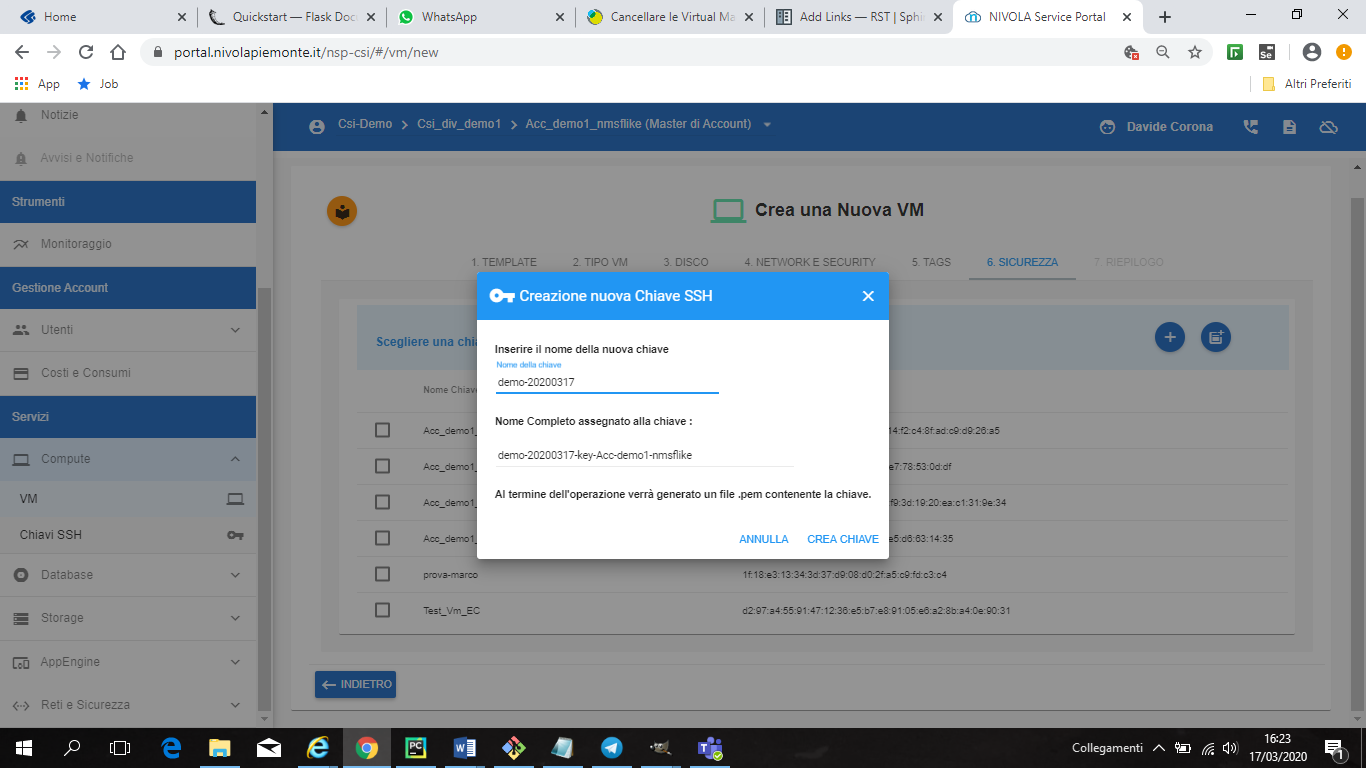 Home
Quickstart — Flask Doc
WhatsApp
Cancellare le Virtual Ma
Add Links — RST | Sphin
NIVOLA Service Portal
portal.nivolapiemonte.it/nsp-csi/#/vm/new
Se
App
Job
Altri Preferiti
Notizie
Avvisi e Notifiche
Strumenti
Monitoraggio
Gestione Account
Utenti
Costi e Consumi
Servizi
Compute
VM
Chiavi SSH
Database
Storage
AppEngine
Reti e Sicurezza
Csi-Demo > Csi_div_demo1 > Acc_demo1_nmsflike (Master di Account)
Davide Corona
Crea una Nuova VM
1. TEMPLATE 2. TIPO VM 3. DISCO 4. NETWORK E SECURITY 5. TAGS 6. SICUREZZA 7. RIEPILOGO
Scegliere una chia
Nome Chiave
Acc_demo1_ 14:f2:c4:8f:ad:c9:d9:26:a5
Acc_demo1_ e7:78:53:0d:df
Acc_demo1_ f9:3d:19:20:ea:c1:31:9e:34
Acc_demo1_ e5:d6:63:14:35
prova-marco 1f:18:e3:13:34:3d:37:d9:08:d0:2f:a5:c9:fd:c3:c4
Test_Vm_EC d2:97:a4:55:91:47:12:36:e5:b7:e8:91:05:e6:a2:8b:a4:0e:90:31
INDIETRO
Creazione nuova Chiave SSH
Inserire il nome della nuova chiave
Nome della chiave
demo-20200317
Nome Completo assegnato alla chiave :
demo-20200317-key-Acc-demo1-nmsflike
Al termine dell'operazione verrà generato un file .pem contenente la chiave.
ANNULLA CREA CHIAVE
PC
Collegamenti
16:23
17/03/2020
1